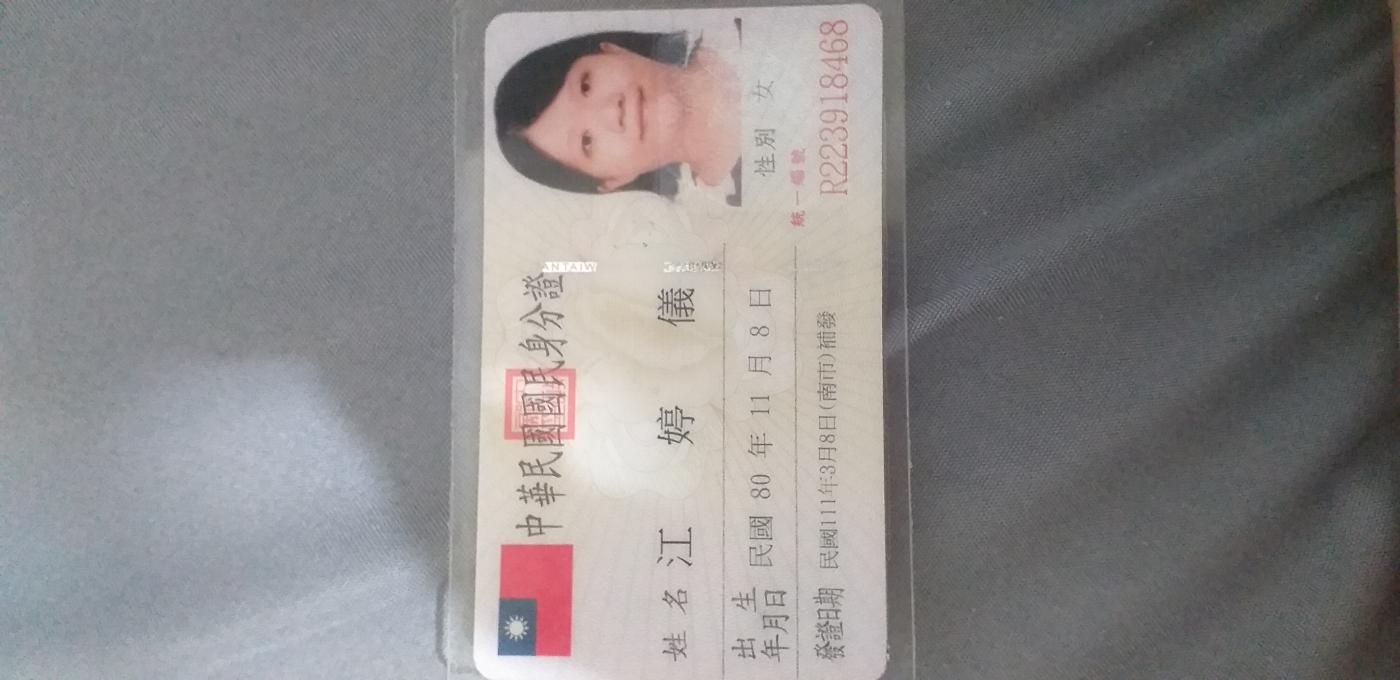 中華民國國民身分證
姓名 江婷儀
出生年月日 民國 80 年 11 月 8 日
性別 女
發證日期 民國111年3月8日(南市)補發
統一編號
R223918468
ANTAIW